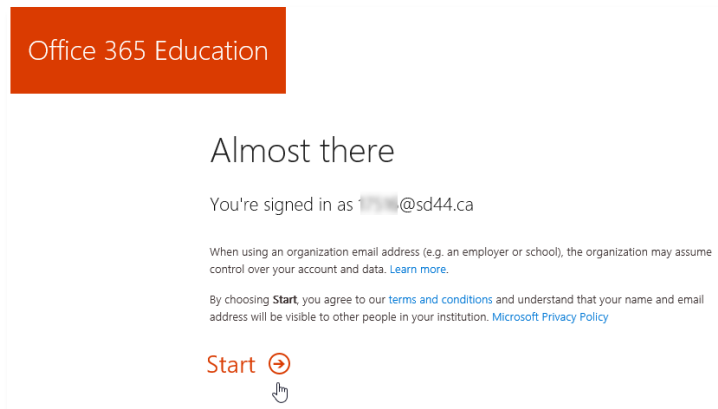 Office 365 Education
Almost there
You're signed in as @sd44.ca
When using an organization email address (e.g. an employer or school), the organization may assume
control over your account and data. Learn more.
By choosing Start, you agree to our terms and conditions and understand that your name and email
address will be visible to other people in your institution. Microsoft Privacy Policy
Start